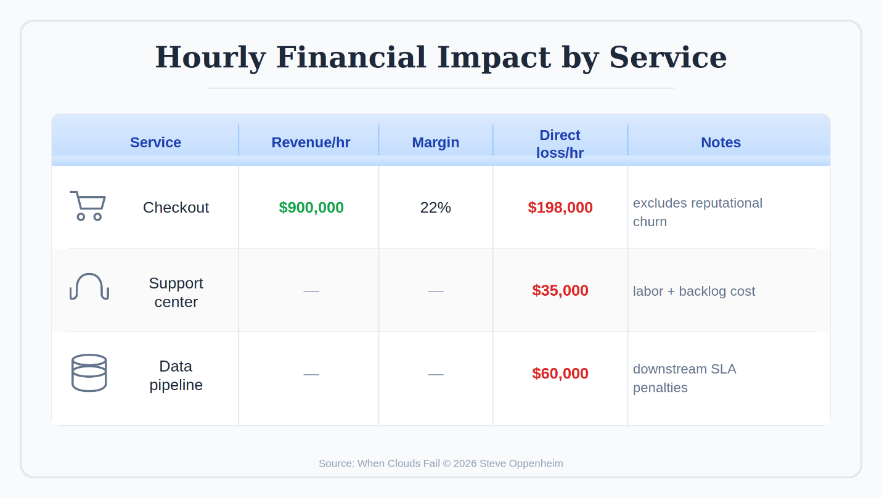 Hourly Financial Impact by Service
Service
Revenue/hr
Margin
Direct
loss/hr
Notes
Checkout
$900,000
22%
$198,000
excludes reputational
churn
Support
center
—
—
$35,000
labor + backlog cost
Data
pipeline
—
—
$60,000
downstream SLA
penalties
Source: When Clouds Fail © 2026 Steve Oppenheim